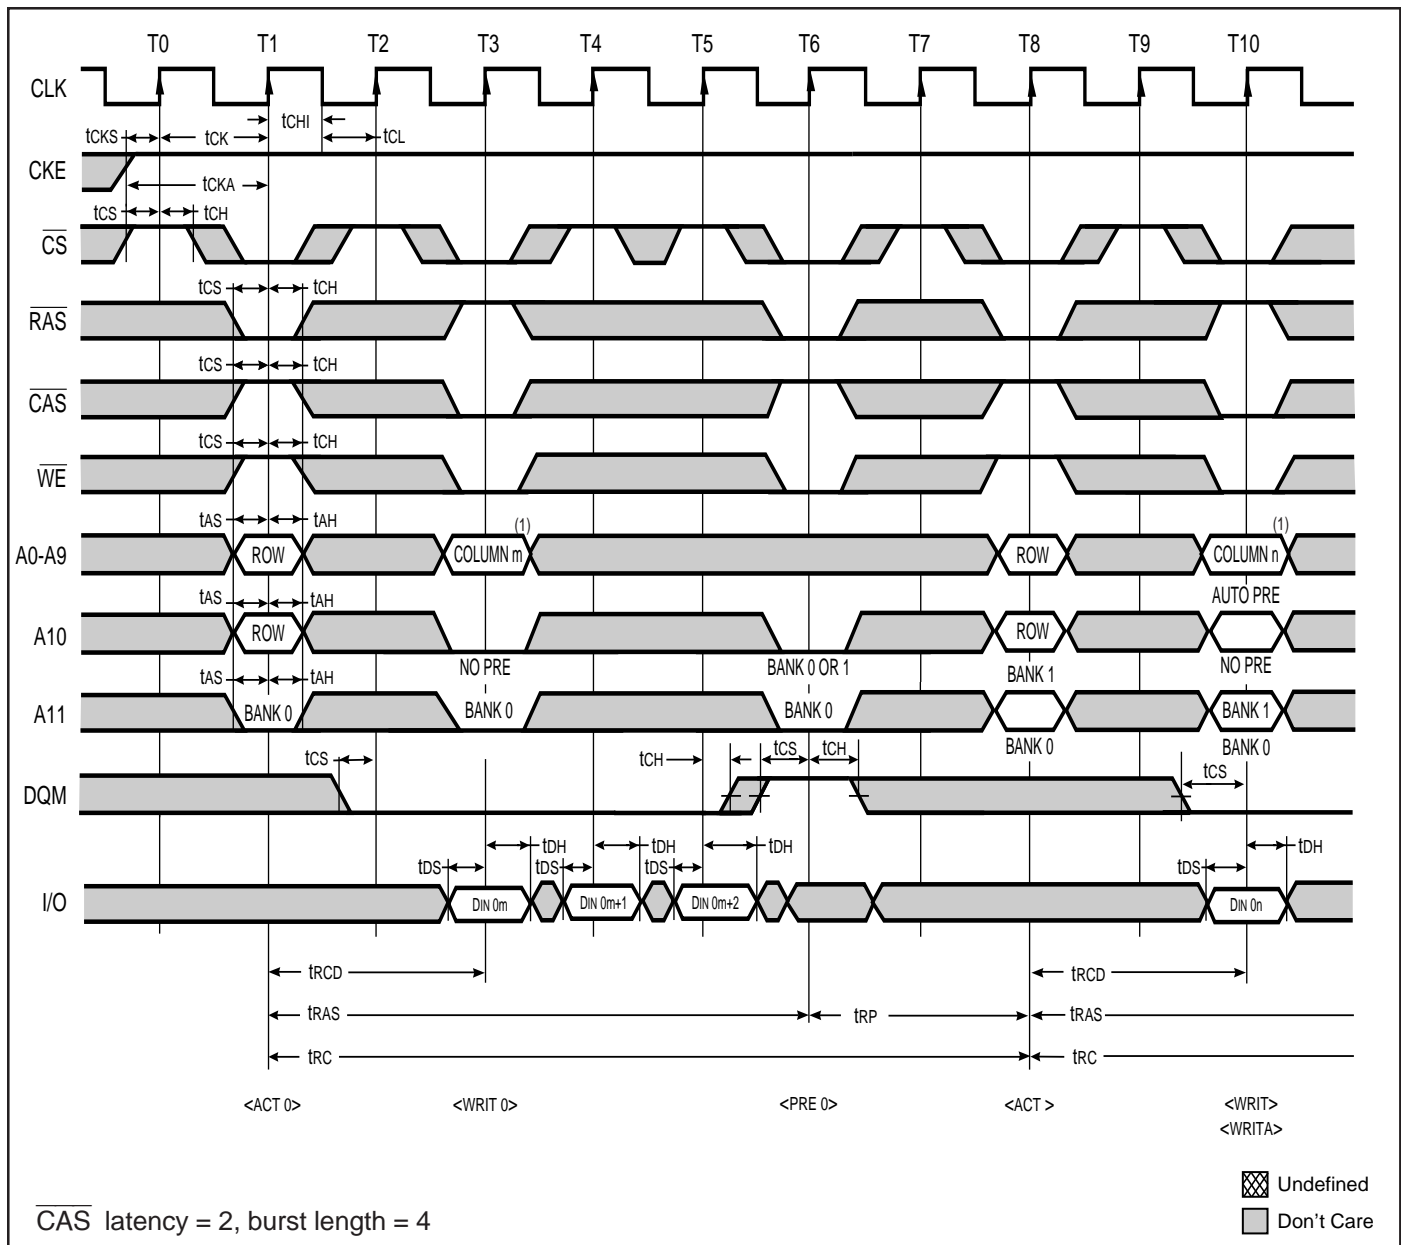 T0 T1 T2 T3 T4 T5 T6 T7 T8 T9 T10
CLK
tCHI
tCKS tCK tCL
CKE
tCKA
tCS tCH
CS
tCS tCH
RAS
tCS tCH
CAS
tCS tCH
WE
tAS tAH (1) (1)
A0-A9 ROW COLUMN m ROW COLUMN n
tAS tAH AUTO PRE
A10 ROW ROW
NO PRE BANK 0 OR 1 BANK 1 NO PRE
tAS tAH
A11 BANK 0 BANK 0 BANK 0 BANK 1
BANK 0 BANK 0
tCS tCH tCS tCH tCS
DQM
tDH tDH tDH tDH
tDS tDS tDS tDS
I/O DIN 0m DIN 0m+1 DIN 0m+2 DIN 0n
tRCD tRCD
tRAS tRP tRAS
tRC tRC
<ACT 0> <WRIT 0> <PRE 0> <ACT > <WRIT>
<WRITA>
Undefined
CAS latency = 2, burst length = 4 Don't Care